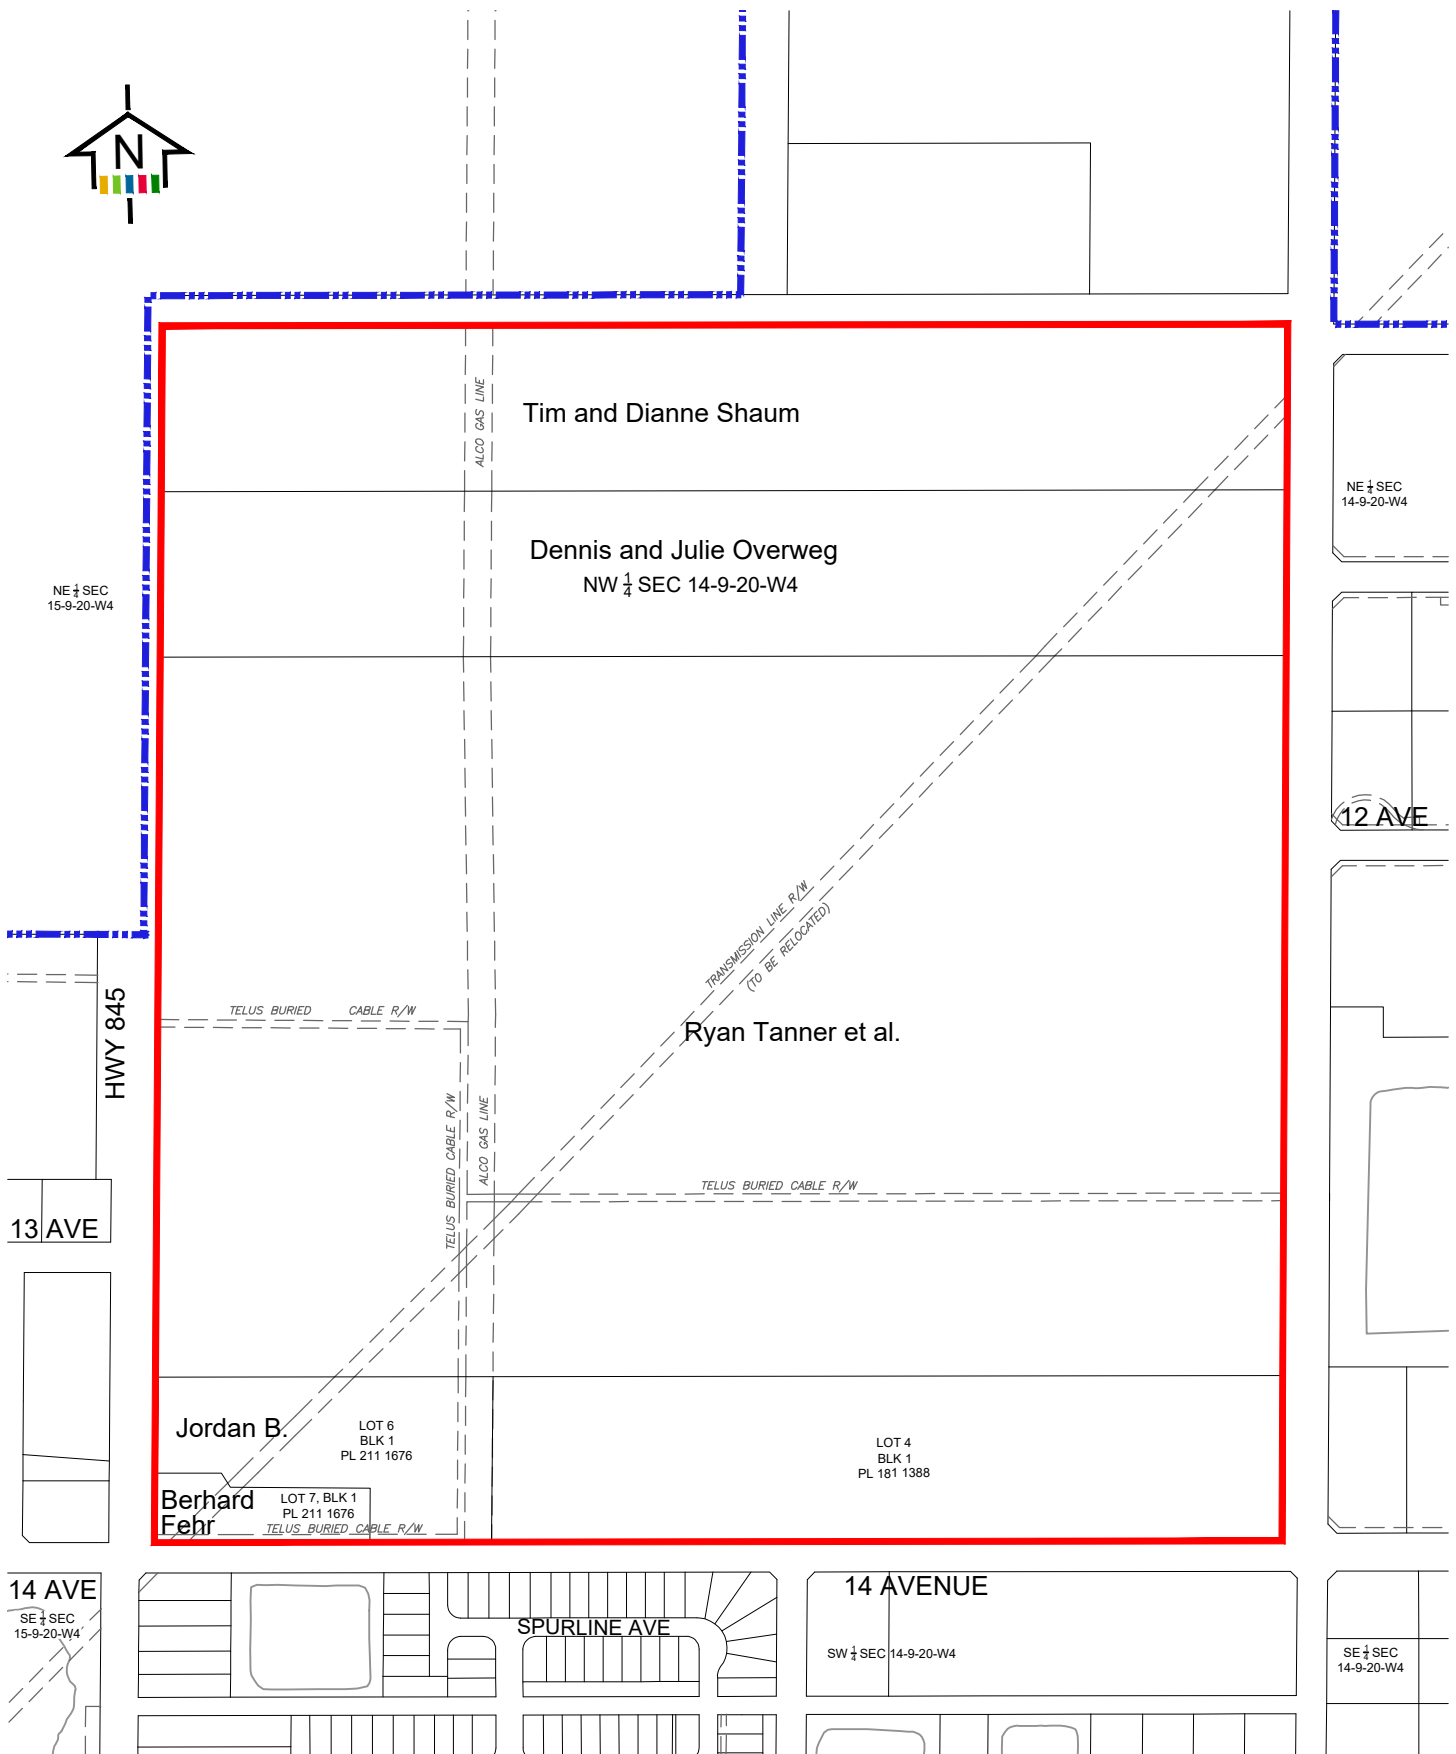 N
ALCO GAS LINE
Tim and Dianne Shaum
NE 1/4 SEC
14-9-20-W4
Dennis and Julie Overweg
NW 1/4 SEC 14-9-20-W4
NE 1/4 SEC
15-9-20-W4
12 AVE
TRANSMISSION LINE R/W
(TO BE RELOCATED)
HWY 845
TELUS BURIED CABLE R/W
Ryan Tanner et al.
TELUS BURIED CABLE R/W
ALCO GAS LINE
TELUS BURIED CABLE R/W
13 AVE
Jordan B.
LOT 6
BLK 1
PL 211 1676
LOT 4
BLK 1
PL 181 1388
Berhard
Fehr
LOT 7, BLK 1
PL 211 1676
TELUS BURIED CABLE R/W
14 AVE
SE 1/4 SEC
15-9-20-W4
14 AVENUE
SPURLINE AVE
SW 1/4 SEC 14-9-20-W4
SE 1/4 SEC
14-9-20-W4